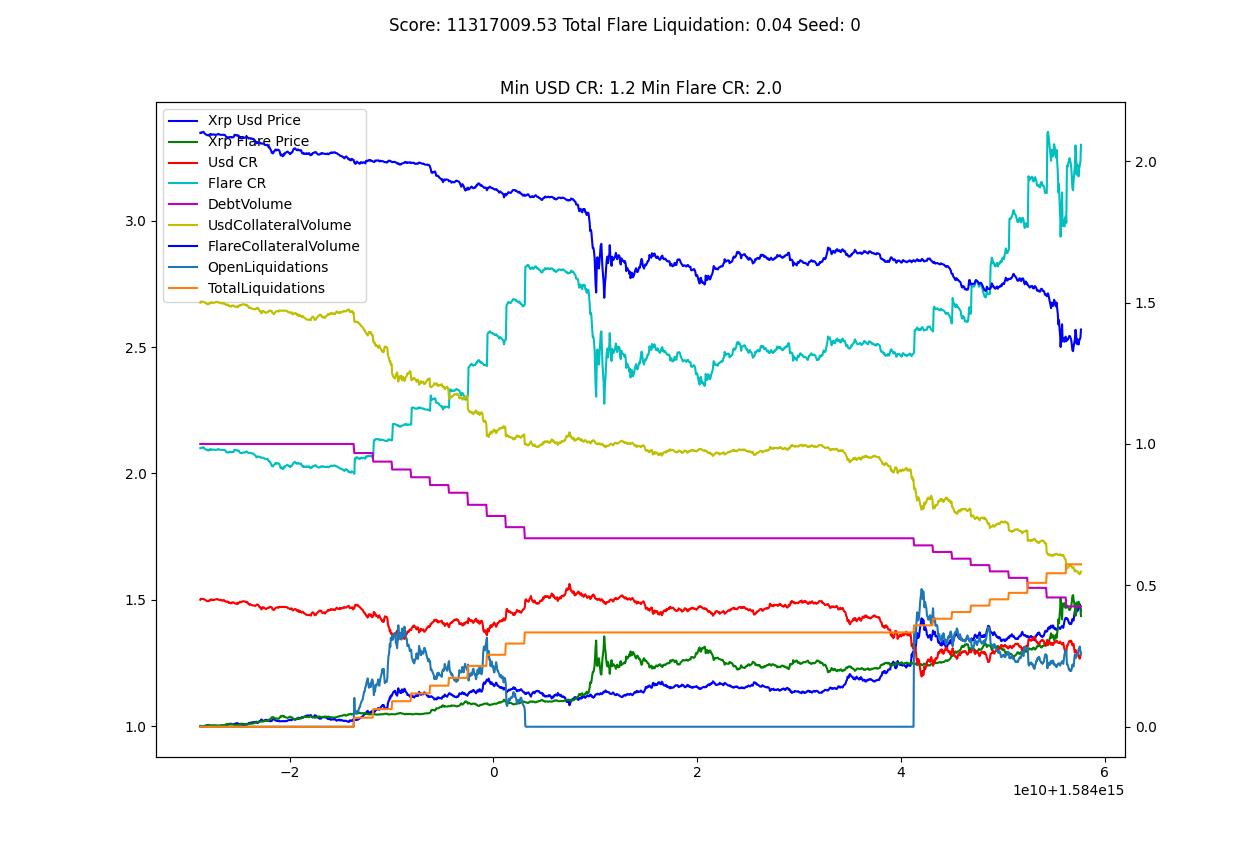 Score: 11317009.53 Total Flare Liquidation: 0.04 Seed: 0
Min USD CR: 1.2 Min Flare CR: 2.0
Xrp Usd Price
Xrp Flare Price
Usd CR
Flare CR
DebtVolume
UsdCollateralVolume
FlareCollateralVolume
OpenLiquidations
TotalLiquidations
3.0
2.5
2.0
1.5
1.0
2.0
1.5
1.0
0.5
0.0
−2 0 2 4 6
1e10+1.584e15